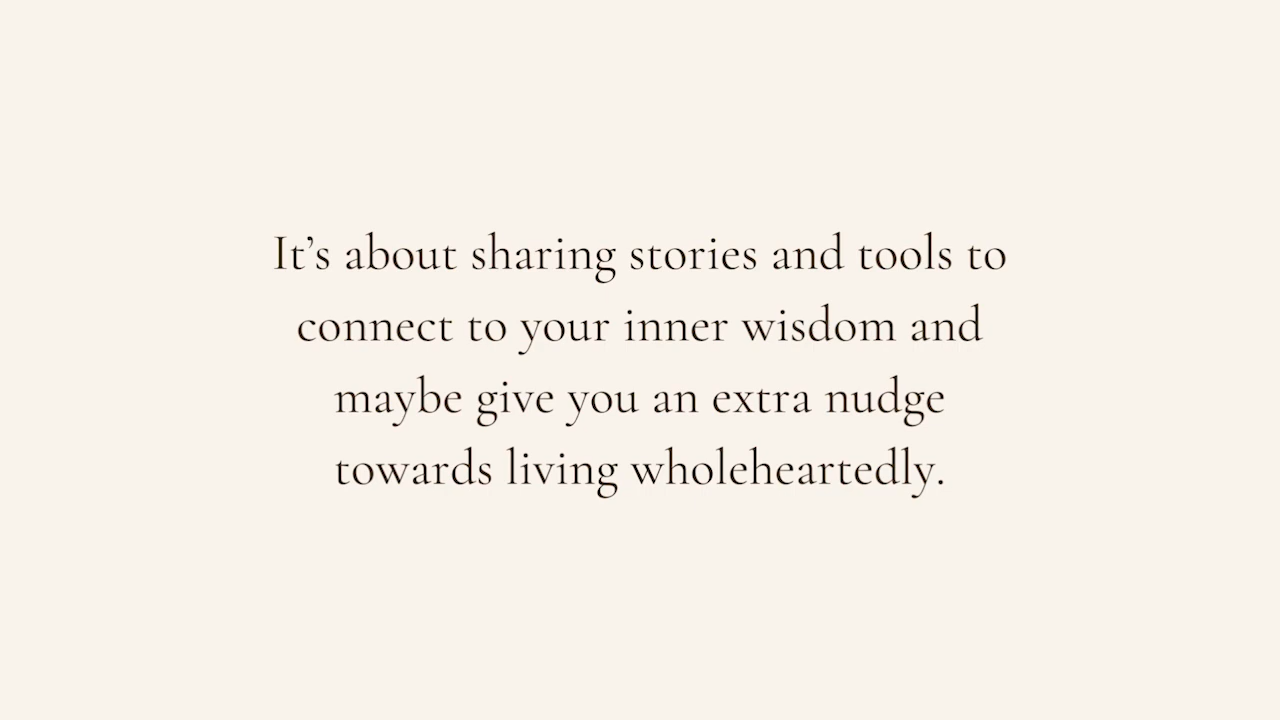 It’s about sharing stories and tools to
connect to your inner wisdom and
maybe give you an extra nudge
towards living wholeheartedly.